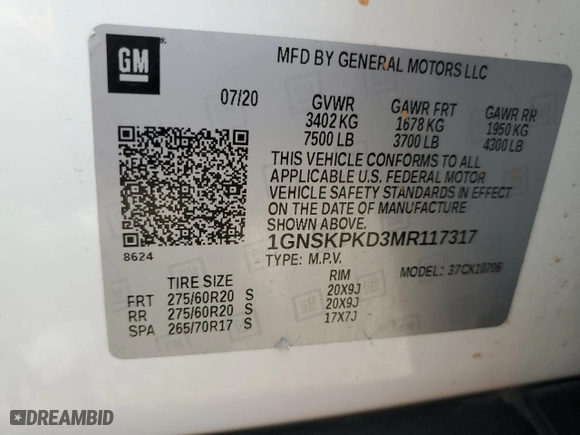 GM
MFD BY GENERAL MOTORS LLC
07/20 GVWR GAWR FRT GAWR RR
3402 KG 1678 KG 1950 KG
7500 LB 3700 LB 4300 LB
THIS VEHICLE CONFORMS TO ALL
APPLICABLE U.S. FEDERAL MOTOR
VEHICLE SAFETY STANDARDS IN EFFECT
ON THE DATE OF MANUFACTURE
SHOWN ABOVE.
8624 1GNSKPKD3MR117317
TYPE: M.P.V. MODEL: 37CK10706
TIRE SIZE RIM
FRT 275/60R20 S 20X9J
RR 275/60R20 S 20X9J
SPA 265/70R17 S 17X7J
DREAMBID